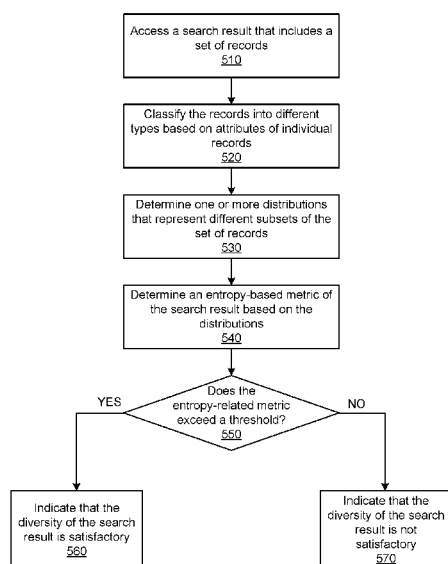 Access a search result that includes a
set of records
510
Classify the records into different
types based on attributes of individual
records
520
Determine one or more distributions
that represent different subsets of the
set of records
530
Determine an entropy-based metric of
the search result based on the
distributions
540
Does the
entropy-related metric
exceed a threshold?
550
YES
NO
Indicate that the
diversity of the search
result is satisfactory
560
Indicate that the
diversity of the search
result is not
satisfactory
570